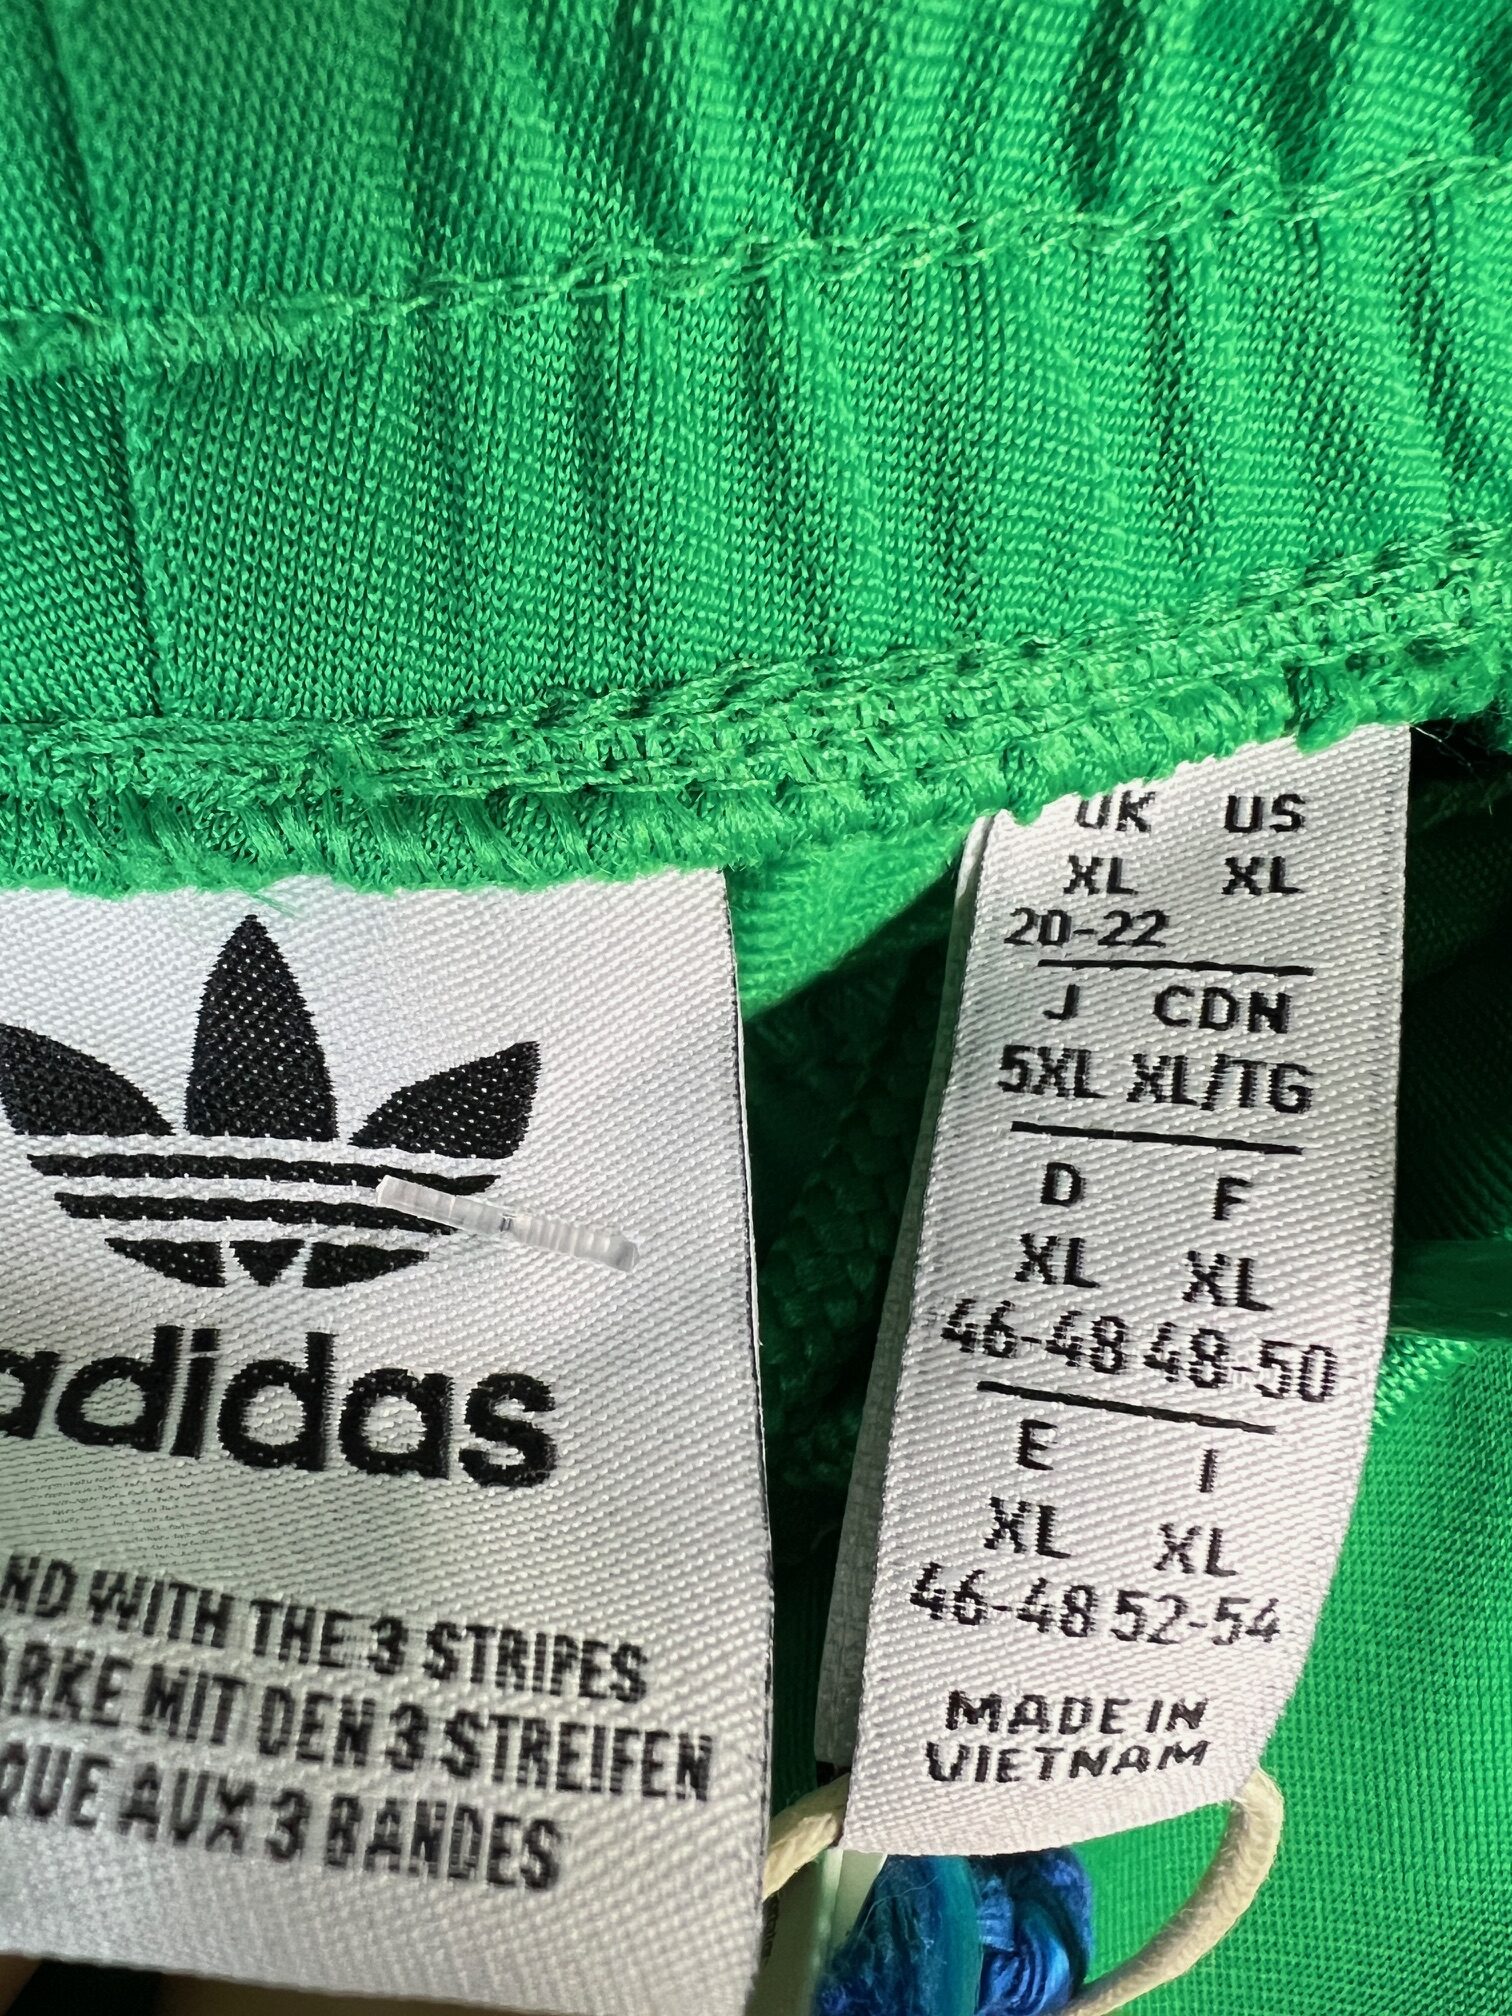 adidas
ND WITH THE 3 STRIPES
ARKE MIT DEN 3 STREIFEN
QUE AUX 3 BANDES
UK US
XL XL
20-22
J CDN
5XL XL/TG
D F
XL XL
46-48 48-50
E I
XL XL
46-48 52-54
MADE IN
VIETNAM